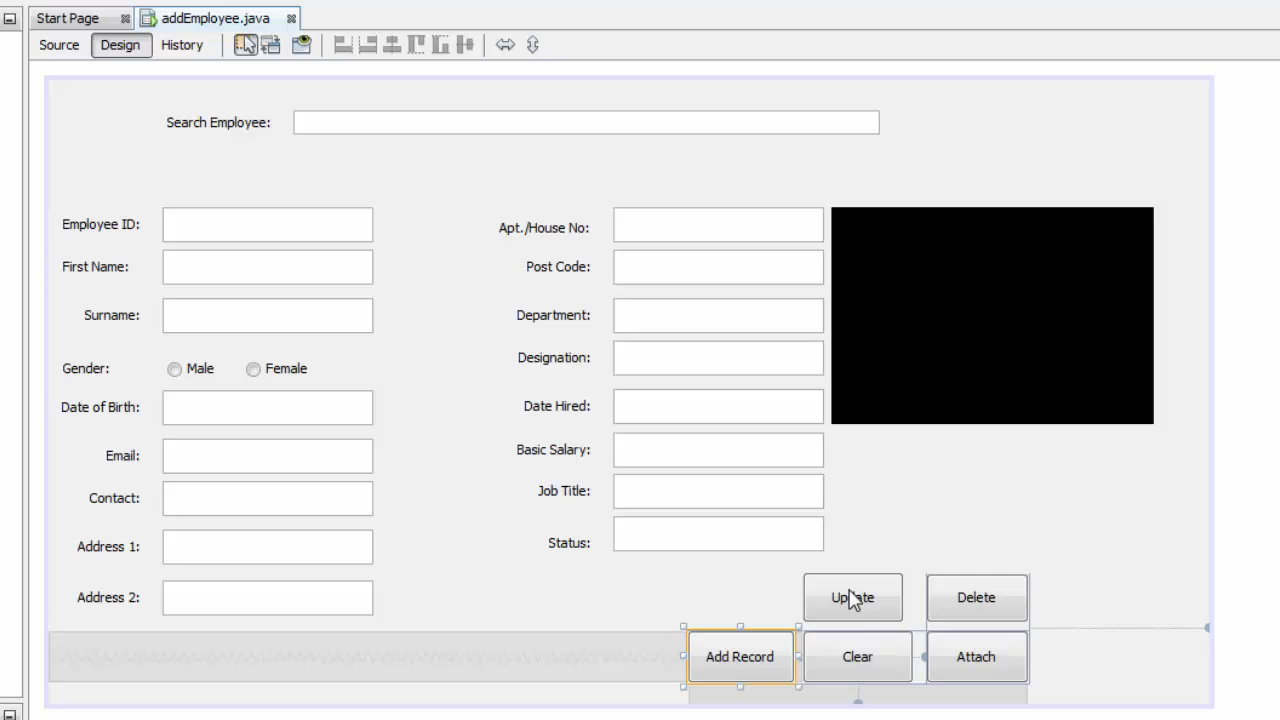 Start Page addEmployee.java
Source Design History
Search Employee:
Employee ID:
First Name:
Surname:
Gender: Male Female
Date of Birth:
Email:
Contact:
Address 1:
Address 2:
Apt./House No:
Post Code:
Department:
Designation:
Date Hired:
Basic Salary:
Job Title:
Status:
Update Delete
Add Record Clear Attach